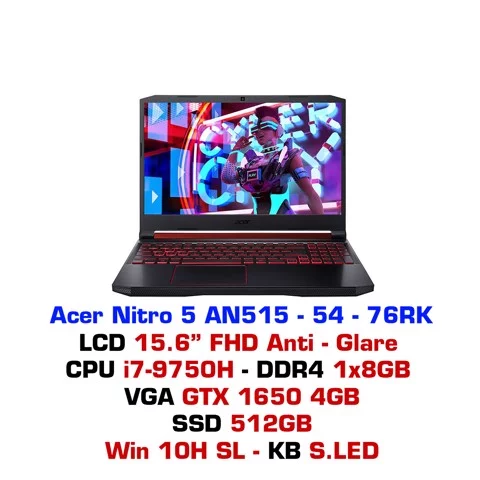 acer
Acer Nitro 5 AN515 - 54 - 76RK
LCD 15.6” FHD Anti - Glare
CPU i7-9750H - DDR4 1x8GB
VGA GTX 1650 4GB
SSD 512GB
Win 10H SL - KB S.LED